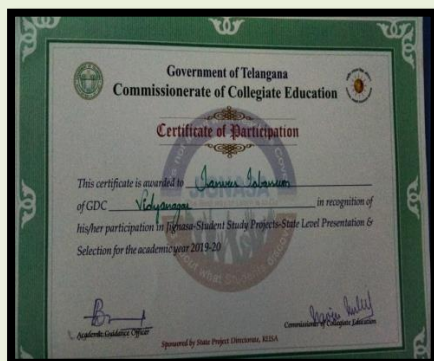 Government of Telangana
Commissionerate of Collegiate Education
Certificate of Participation
This certificate is awarded to
of GDC Vidyanagar in recognition of
his/her participation in Jignasa-Student Study Projects-State Level Presentation &
Selection for the academic year 2019-20
JIGNASA
Academic Guidance Officer
Commissioner of Collegiate Education
Sponsored by State Project Directorate, RUSA